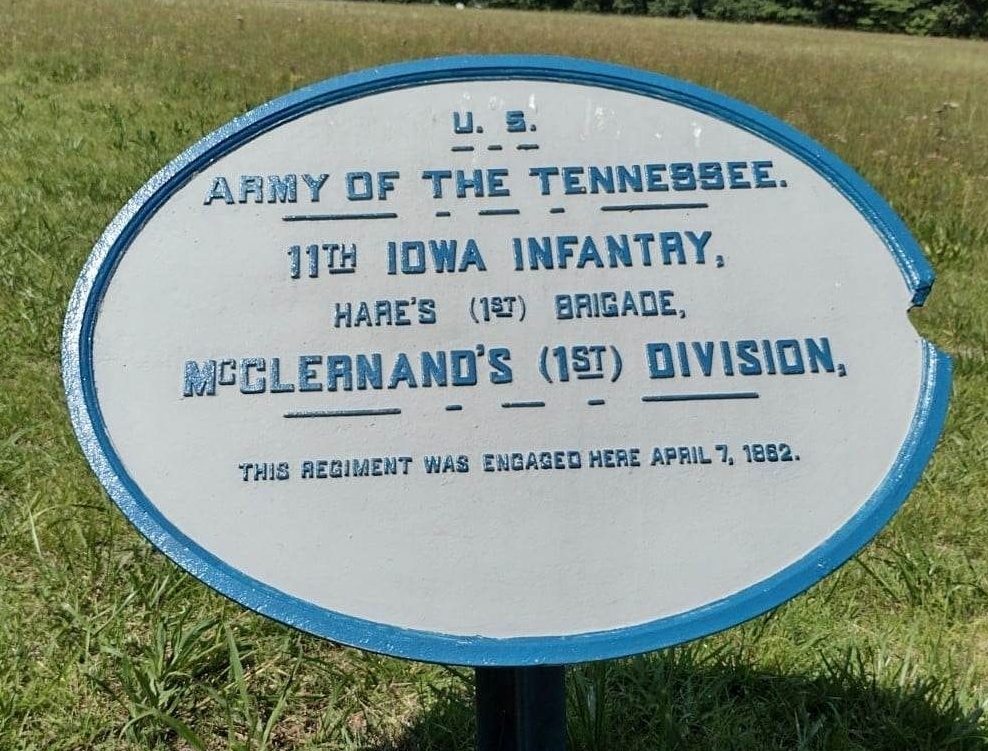 U. S.
ARMY OF THE TENNESSEE.
11TH IOWA INFANTRY,
HARE'S (1ST) BRIGADE,
MCCLERNAND'S (1ST) DIVISION,
THIS REGIMENT WAS ENGAGED HERE APRIL 7, 1862.